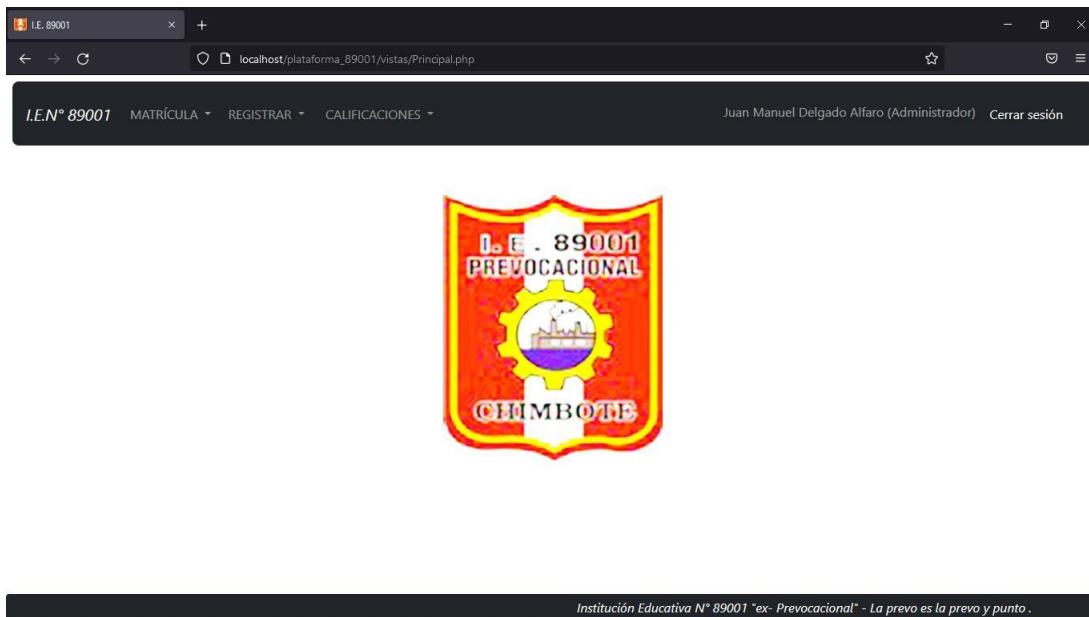 I.E. 89001
localhost/plataforma_89001/vistas/Principal.php
I.E.N° 89001 MATRÍCULA REGISTRAR CALIFICACIONES Juan Manuel Delgado Alfaro (Administrador) Cerrar sesión
I. E. 89001
PREVOCACIONAL
CHIMBOTE
Institución Educativa N° 89001 "ex- Prevocacional" - La prevo es la prevo y punto .